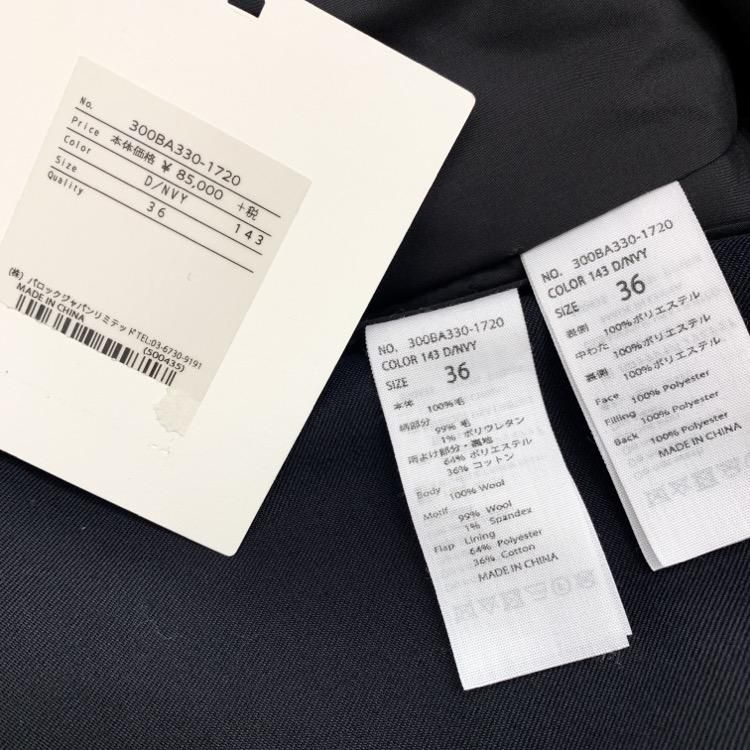 No. 300BA330-1720
Price 本体価格 ¥ 85,000 +税
Color D/NVY 143
Size 36
Quality
(株) バロックジャパンリミテッド TEL:03-6730-9191
MADE IN CHINA (S00435)
NO. 300BA330-1720
COLOR 143 D/NVY
SIZE 36
本体 100%毛
柄部分 99% 毛
1% ポリウレタン
雨よけ部分・裏地
64% ポリエステル
36% コットン
Body 100% Wool
Motif 99% Wool
1% Spandex
Flap Lining
64% Polyester
36% Cotton
MADE IN CHINA
NO. 300BA330-1720
COLOR 143 D/NVY
SIZE 36
表側 100%ポリエステル
中わた 100%ポリエステル
裏側 100%ポリエステル
Face 100% Polyester
Filling 100% Polyester
Back 100% Polyester
MADE IN CHINA